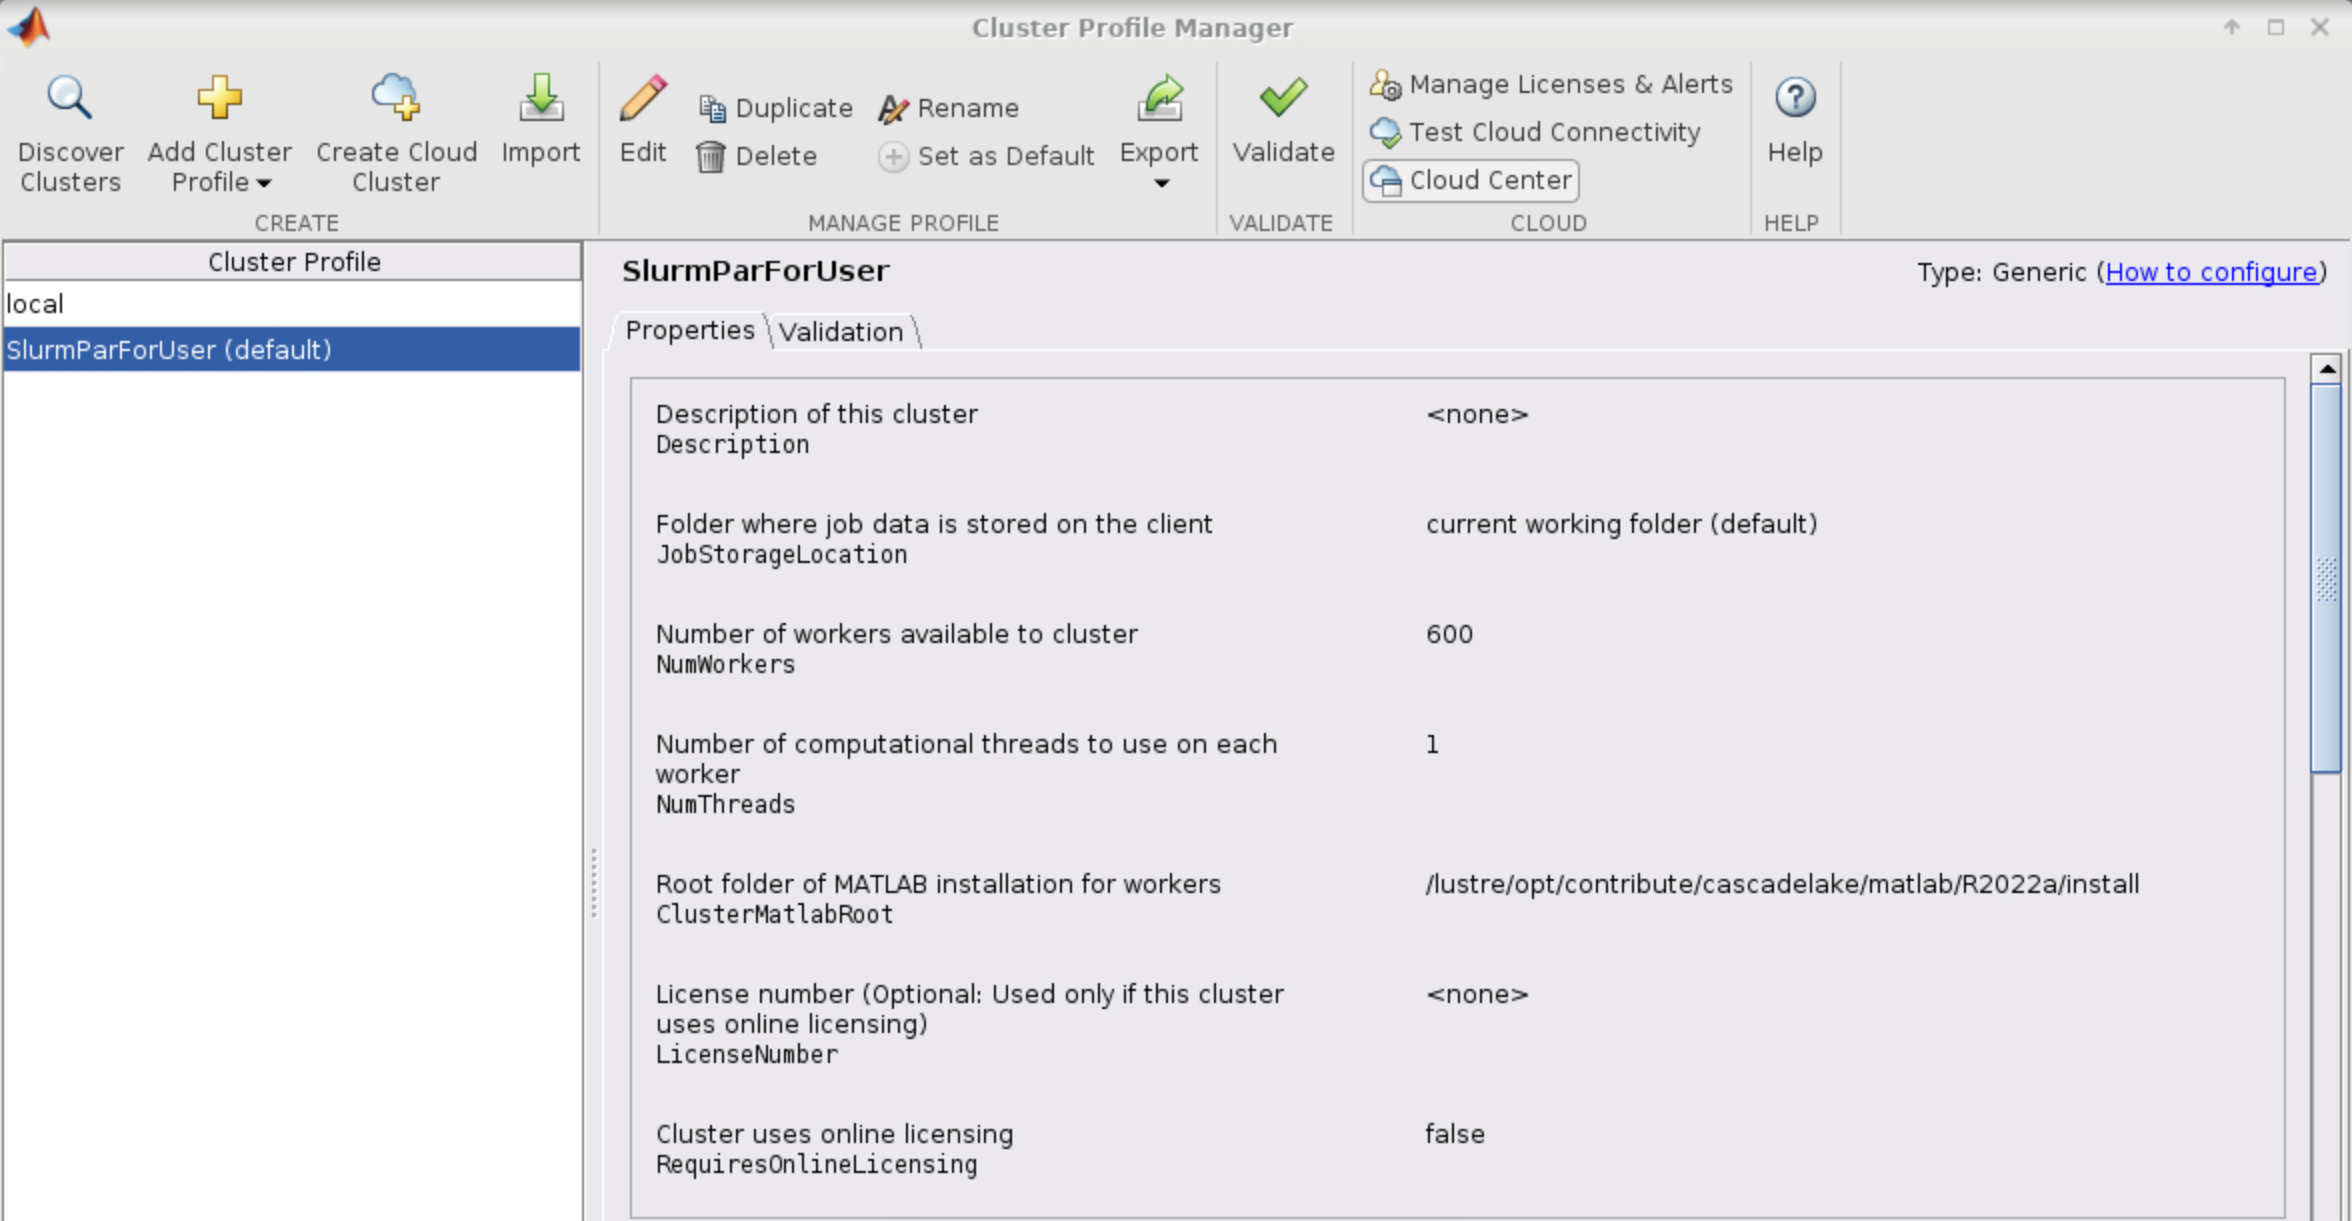 Cluster Profile Manager
Discover
Clusters
Add Cluster
Profile
Create Cloud
Cluster
Import
CREATE
Edit
Duplicate
Delete
Rename
Set as Default
Export
MANAGE PROFILE
Validate
VALIDATE
Manage Licenses & Alerts
Test Cloud Connectivity
Cloud Center
CLOUD
? Help
HELP
Cluster Profile
local
SlurmParForUser (default)
SlurmParForUser
Type: Generic (How to configure)
Properties
Validation
Description of this cluster <none>
Description
Folder where job data is stored on the client current working folder (default)
JobStorageLocation
Number of workers available to cluster 600
NumWorkers
Number of computational threads to use on each 1
worker
NumThreads
Root folder of MATLAB installation for workers /lustre/opt/contribute/cascadelake/matlab/R2022a/install
ClusterMatlabRoot
License number (Optional: Used only if this cluster <none>
uses online licensing)
LicenseNumber
Cluster uses online licensing false
RequiresOnlineLicensing